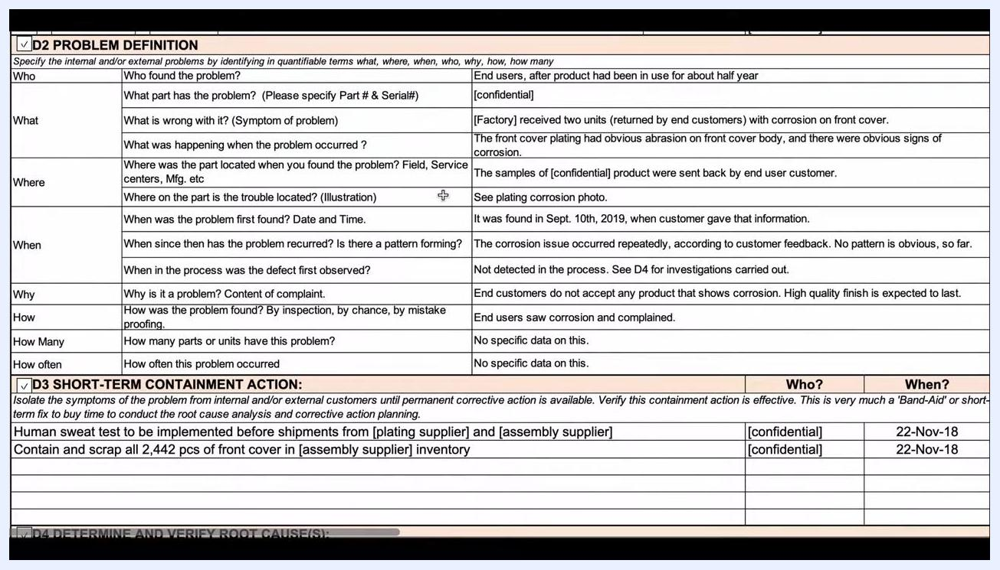 D2 PROBLEM DEFINITION
Specify the internal and/or external problems by identifying in quantifiable terms what, where, when, who, why, how, how many
Who
Who found the problem?
End users, after product had been in use for about half year
What
What part has the problem?  (Please specify Part # & Serial#)
[confidential]
What is wrong with it? (Symptom of problem)
[Factory] received two units (returned by end customers) with corrosion on front cover.
What was happening when the problem occurred ?
The front cover plating had obvious abrasion on front cover body, and there were obvious signs of
corrosion.
Where
Where was the part located when you found the problem? Field, Service
centers, Mfg. etc
The samples of [confidential] product were sent back by end user customer.
Where on the part is the trouble located? (Illustration)
See plating corrosion photo.
When
When was the problem first found? Date and Time.
It was found in Sept. 10th, 2019, when customer gave that information.
When since then has the problem recurred? Is there a pattern forming?
The corrosion issue occurred repeatedly, according to customer feedback. No pattern is obvious, so far.
When in the process was the defect first observed?
Not detected in the process. See D4 for investigations carried out.
Why
Why is it a problem? Content of complaint.
End customers do not accept any product that shows corrosion. High quality finish is expected to last.
How
How was the problem found? By inspection, by chance, by mistake
proofing.
End users saw corrosion and complained.
How Many
How many parts or units have this problem?
No specific data on this.
How often
How often this problem occurred
No specific data on this.
D3 SHORT-TERM CONTAINMENT ACTION:
Who?
When?
Isolate the symptoms of the problem from internal and/or external customers until permanent corrective action is available. Verify this containment action is effective. This is very much a 'Band-Aid' or short-
term fix to buy time to conduct the root cause analysis and corrective action planning.
Human sweat test to be implemented before shipments from [plating supplier] and [assembly supplier]
[confidential]
22-Nov-18
Contain and scrap all 2,442 pcs of front cover in [assembly supplier] inventory
[confidential]
22-Nov-18
D4 DETERMINE AND VERIFY ROOT CAUSE(S):